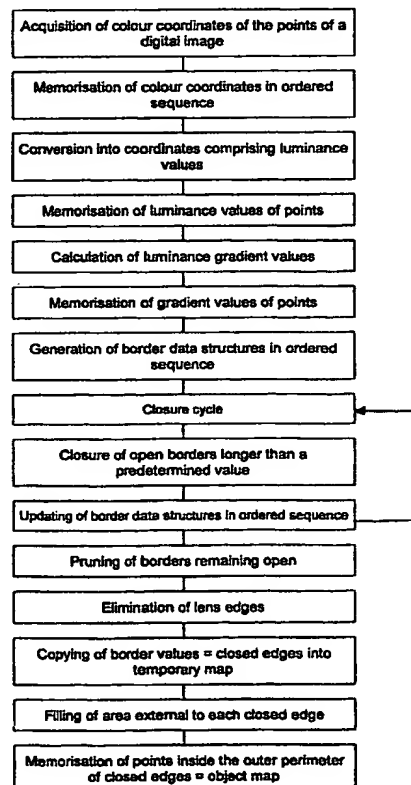 Acquisition of colour coordinates of the points of a
digital image
Memorisation of colour coordinates in ordered
sequence
Conversion into coordinates comprising luminance
values
Memorisation of luminance values of points
Calculation of luminance gradient values
Memorisation of gradient values of points
Generation of border data structures in ordered
sequence
Closure cycle
Closure of open borders longer than a
predetermined value
Updating of border data structures in ordered sequence
Pruning of borders remaining open
Elimination of lens edges
Copying of border values = closed edges into
temporary map
Filling of area external to each closed edge
Memorisation of points inside the outer perimeter
of closed edges = object map